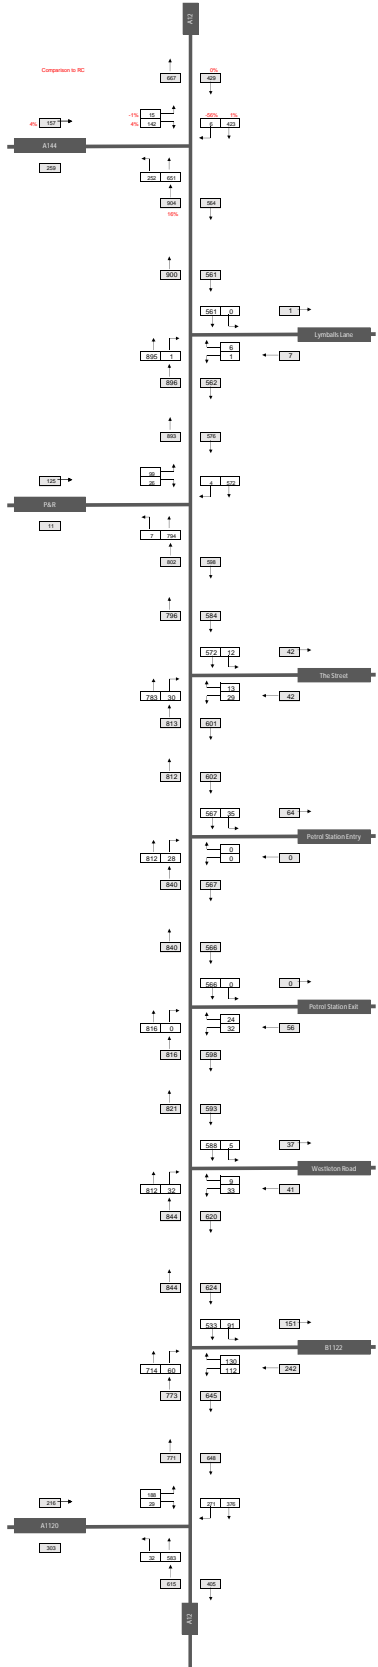 A12
Comparison to RC
0%
667 429
-1% 15 -56% 1%
4% 157 4% 142 6 423
A144
259
252 651
904 564
16%
900 561
561 0 1
Lymballs Lane
6
895 1 1 7
896 562
893 576
99
125 26 4 572
P&R
11
7 794
802 598
796 584
572 12 42
The Street
13
783 30 29 42
813 601
812 602
567 35 64
Petrol Station Entry
0
812 28 0 0
840 567
840 566
566 0 0
Petrol Station Exit
24
816 0 32 56
816 598
821 593
588 5 37
Westleton Road
9
812 32 33 41
844 620
844 624
533 91 151
B1122
130
714 60 112 242
773 645
771 648
188
216 29 271 376
A1120
303
32 583
615 405
A12